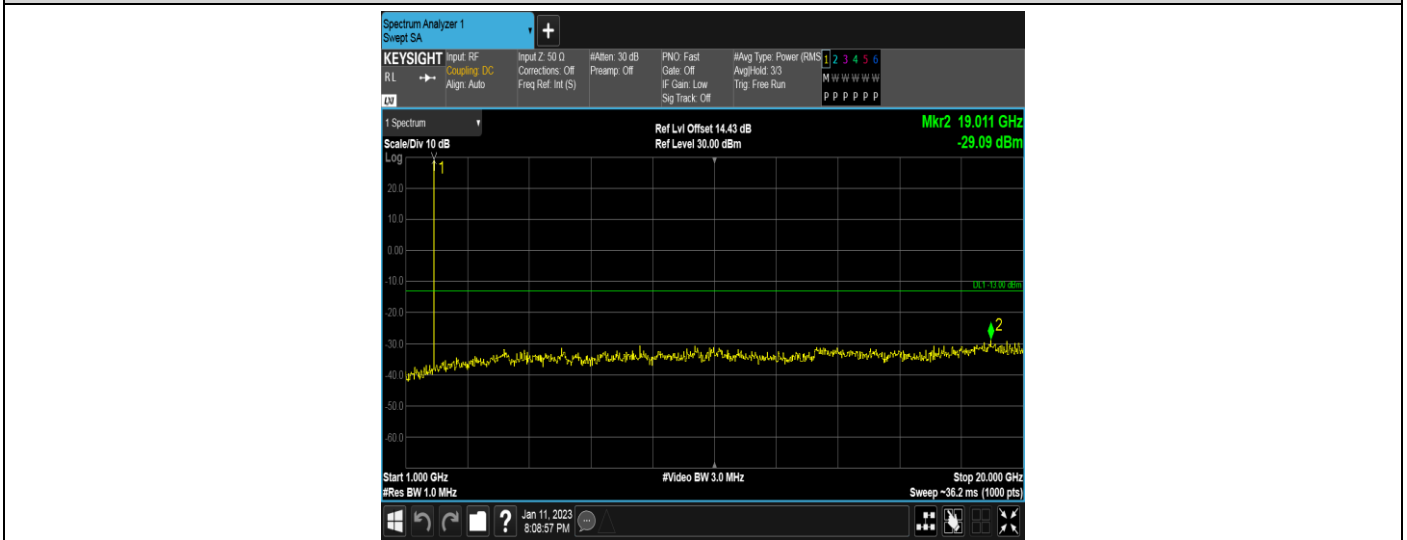 Spectrum Analyzer 1
Swept SA
+
KEYSIGHT
RL
LXI
Input: RF
Coupling: DC
Align: Auto
Input Z: 50 Ω
Corrections: Off
Freq Ref: Int (S)
#Atten: 30 dB
Preamp: Off
PNO: Fast
Gate: Off
IF Gain: Low
Sig Track: Off
#Avg Type: Power (RMS
Avg|Hold: 3/3
Trig: Free Run
1 2 3 4 5 6
M W W W W W
P P P P P P
1 Spectrum
Scale/Div 10 dB
Log
Ref Lvl Offset 14.43 dB
Ref Level 30.00 dBm
Mkr2 19.011 GHz
-29.09 dBm
1
20.0
10.0
0.00
-10.0
DL1 -13.00 dBm
-20.0
2
-30.0
-40.0
-50.0
-60.0
Start 1.000 GHz
#Res BW 1.0 MHz
#Video BW 3.0 MHz
Stop 20.000 GHz
Sweep ~36.2 ms (1000 pts)
?
Jan 11, 2023
8:08:57 PM